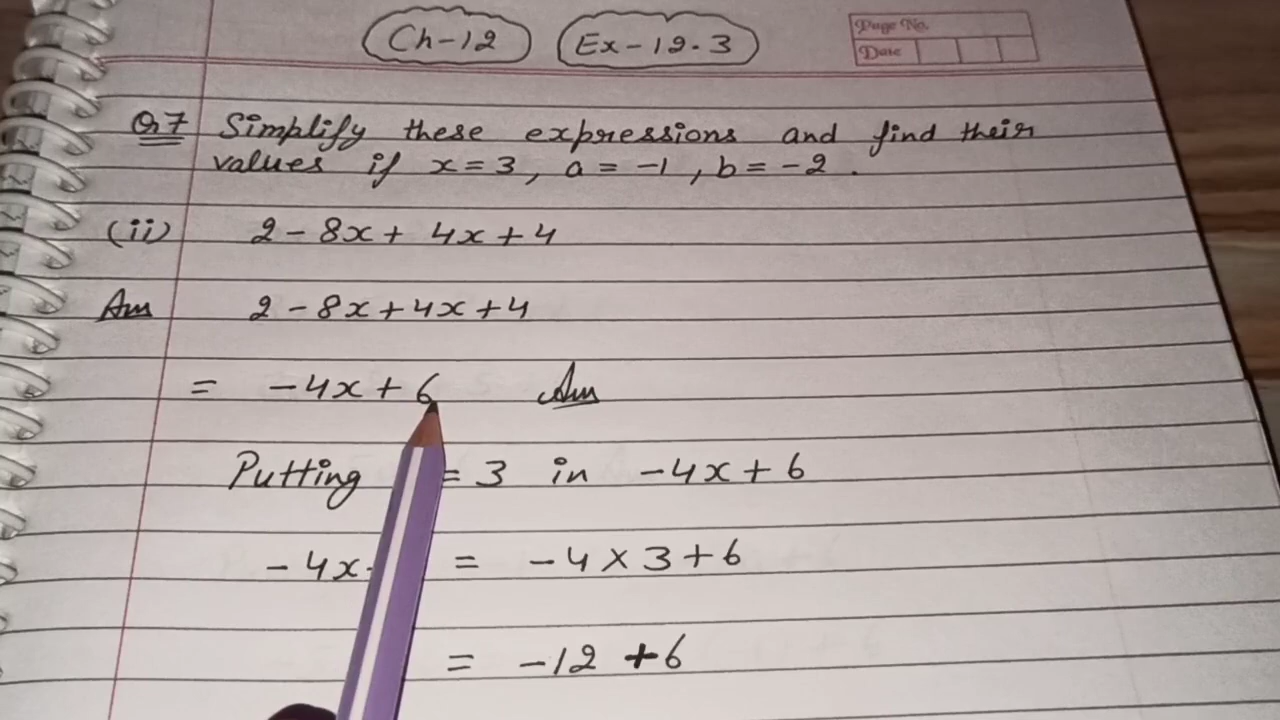 Ch-12 Ex-12.3
Page No.
Date
Q7 Simplify these expressions and find their
values if x = 3, a = -1, b = -2.
(ii) 2 - 8x + 4x + 4
Ans 2 - 8x + 4x + 4
= -4x + 6 Ans
Putting = 3 in -4x + 6
-4x = -4 × 3 + 6
= -12 + 6